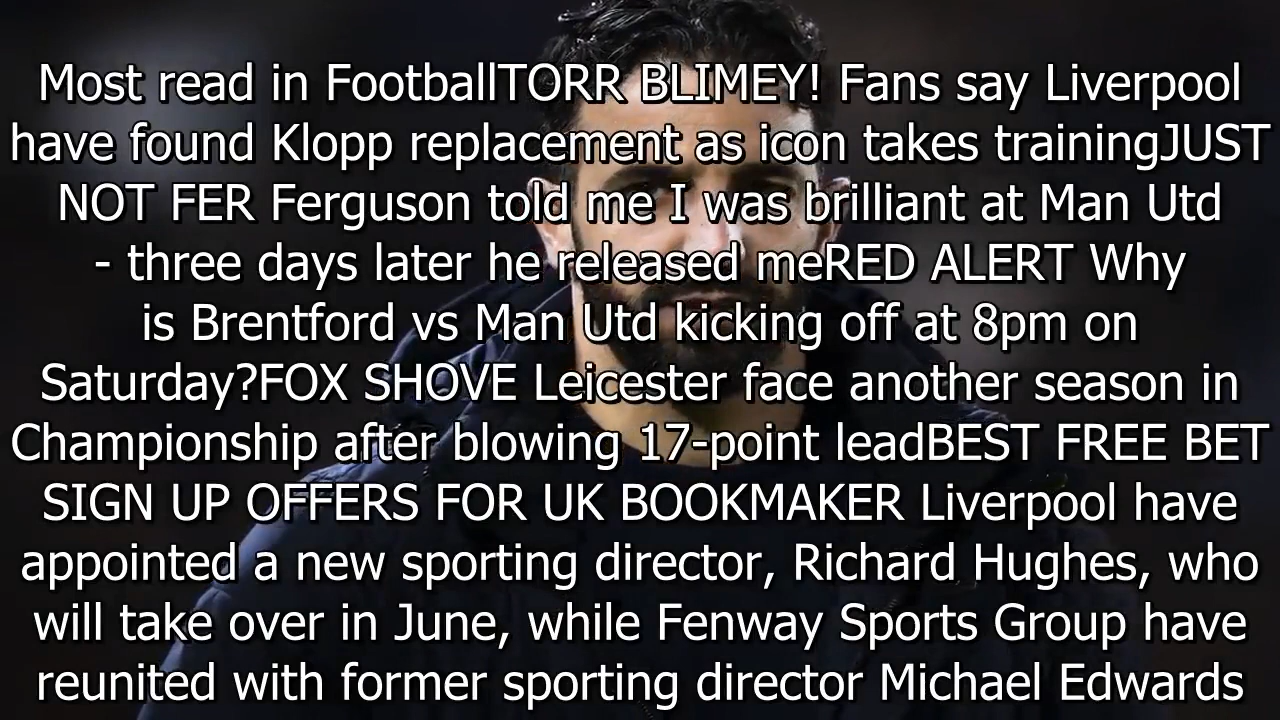 Most read in FootballTORR BLIMEY! Fans say Liverpool
have found Klopp replacement as icon takes trainingJUST
NOT FER Ferguson told me I was brilliant at Man Utd
- three days later he released meRED ALERT Why
is Brentford vs Man Utd kicking off at 8pm on
Saturday?FOX SHOVE Leicester face another season in
Championship after blowing 17-point leadBEST FREE BET
SIGN UP OFFERS FOR UK BOOKMAKER Liverpool have
appointed a new sporting director, Richard Hughes, who
will take over in June, while Fenway Sports Group have
reunited with former sporting director Michael Edwards